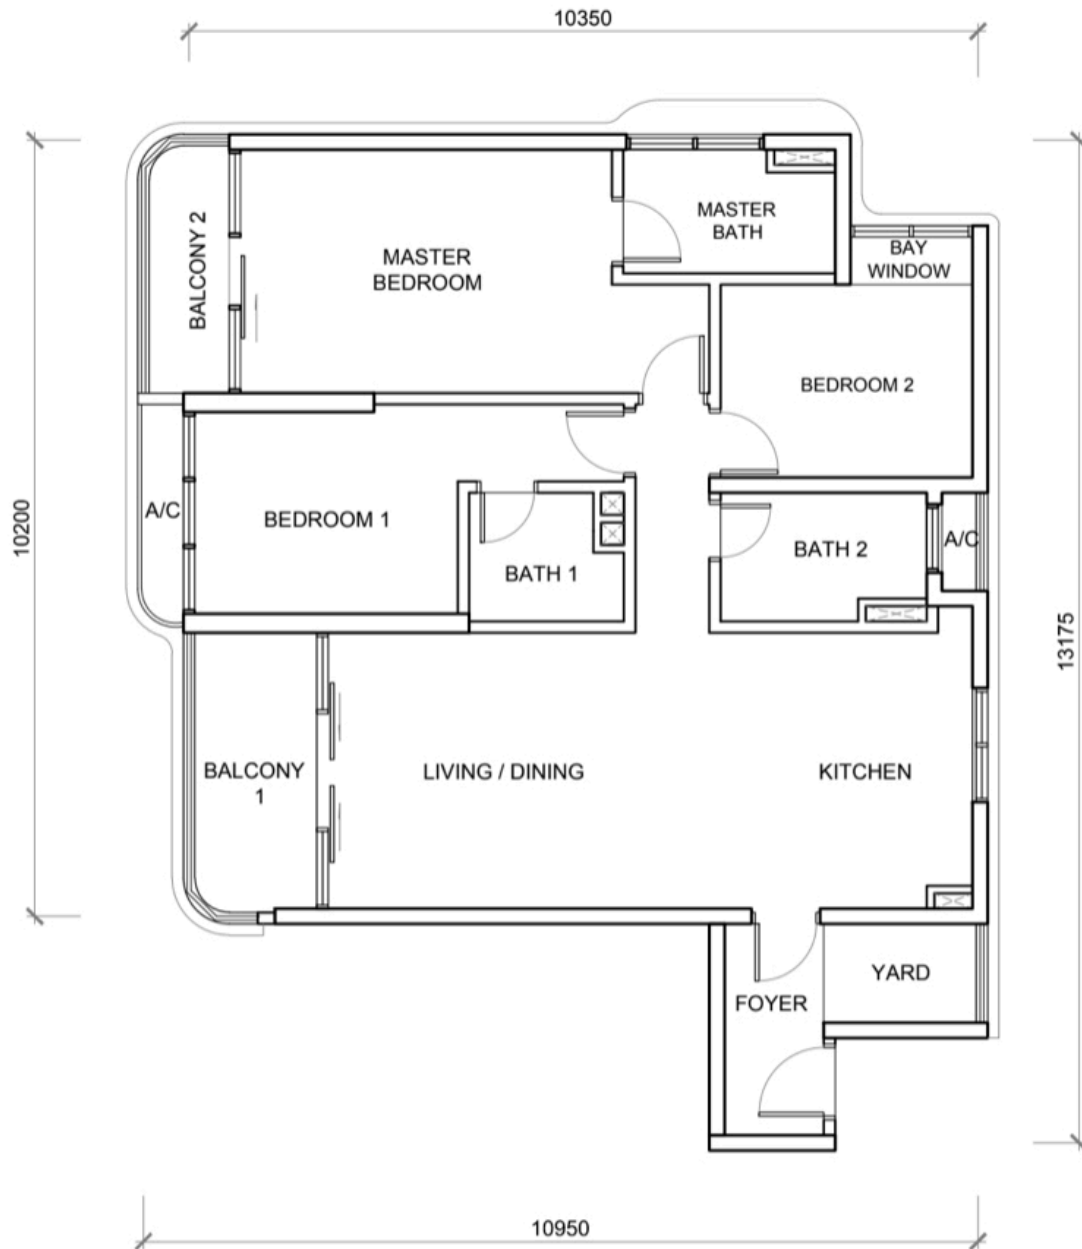 10350
MASTER
BATH
BALCONY 2
MASTER
BEDROOM
BAY
WINDOW
BEDROOM 2
10200
A/C
BEDROOM 1
BATH 1
BATH 2
A/C
13175
BALCONY
1
LIVING / DINING
KITCHEN
YARD
FOYER
10950